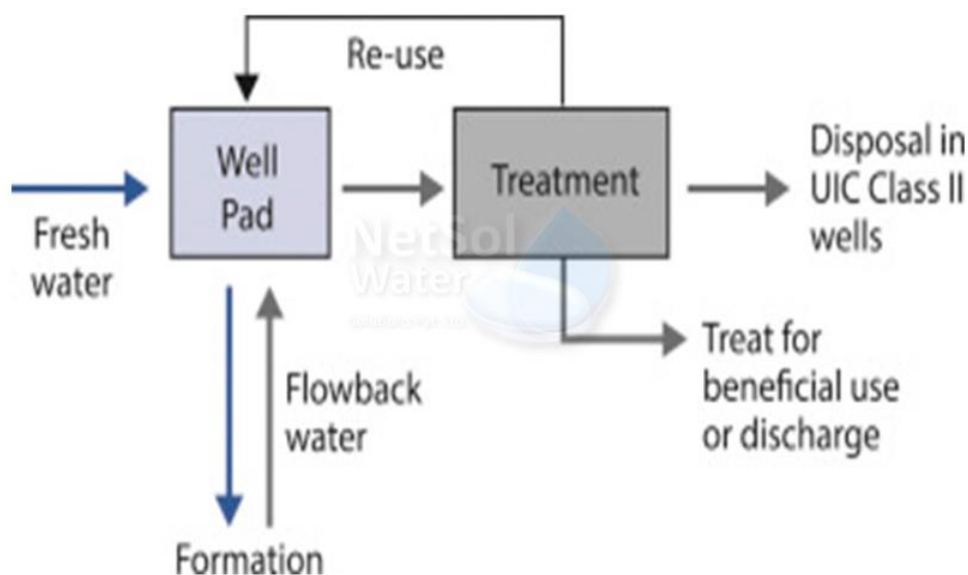 Re-use
Well
Pad
Treatment
Disposal in
UIC Class II
wells
Fresh
water
NetSol
Water
Flowback
water
Treat for
beneficial use
or discharge
Formation